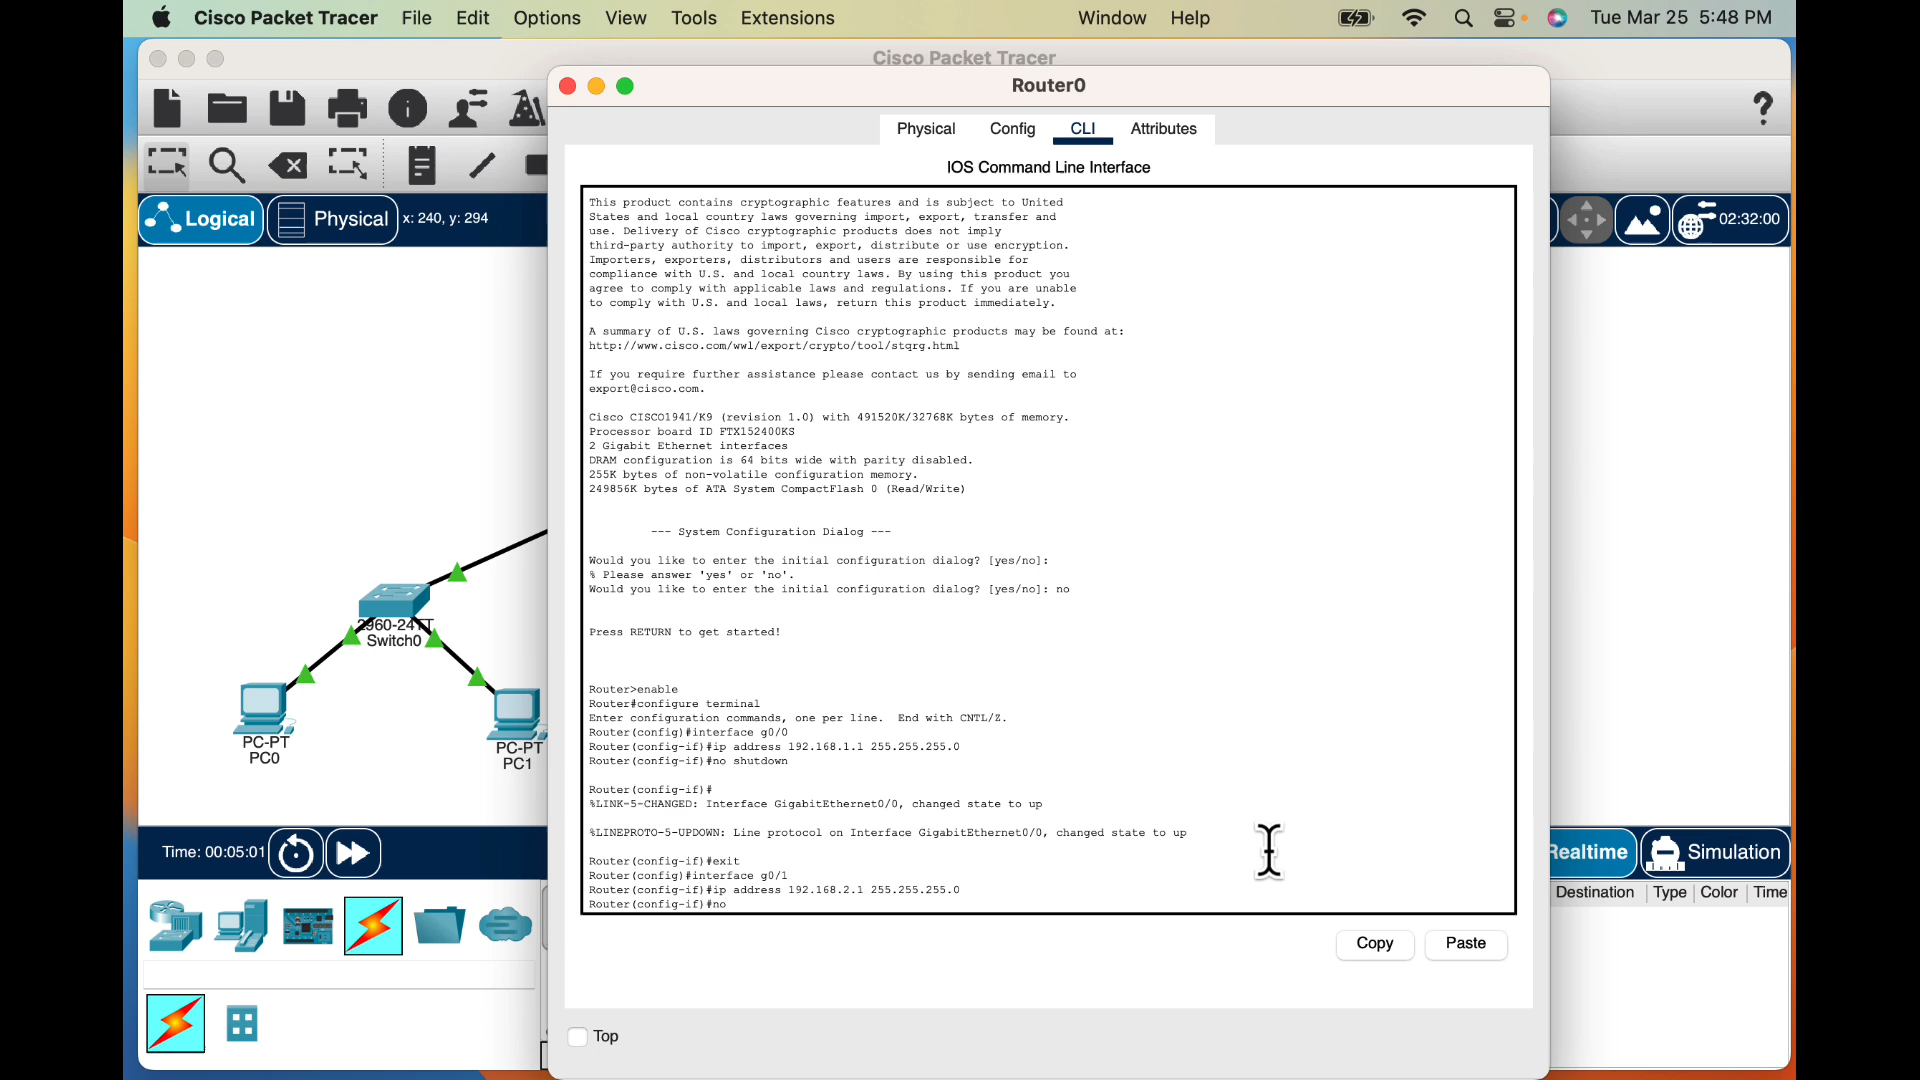 Cisco Packet Tracer File Edit Options View Tools Extensions Window Help Tue Mar 25 5:48 PM
Cisco Packet Tracer
Router0
Physical Config CLI Attributes
IOS Command Line Interface
Logical Physical x: 240, y: 294
02:32:00
This product contains cryptographic features and is subject to United
States and local country laws governing import, export, transfer and
use. Delivery of Cisco cryptographic products does not imply
third-party authority to import, export, distribute or use encryption.
Importers, exporters, distributors and users are responsible for
compliance with U.S. and local country laws. By using this product you
agree to comply with applicable laws and regulations. If you are unable
to comply with U.S. and local laws, return this product immediately.
A summary of U.S. laws governing Cisco cryptographic products may be found at:
http://www.cisco.com/wwl/export/crypto/tool/stqrg.html
If you require further assistance please contact us by sending email to
export@cisco.com.
Cisco CISCO1941/K9 (revision 1.0) with 491520K/32768K bytes of memory.
Processor board ID FTX152400KS
2 Gigabit Ethernet interfaces
DRAM configuration is 64 bits wide with parity disabled.
255K bytes of non-volatile configuration memory.
249856K bytes of ATA System CompactFlash 0 (Read/Write)
--- System Configuration Dialog ---
Would you like to enter the initial configuration dialog? [yes/no]:
% Please answer 'yes' or 'no'.
Would you like to enter the initial configuration dialog? [yes/no]: no
Press RETURN to get started!
Router>enable
Router#configure terminal
Enter configuration commands, one per line. End with CNTL/Z.
Router(config)#interface g0/0
Router(config-if)#ip address 192.168.1.1 255.255.255.0
Router(config-if)#no shutdown
Router(config-if)#
%LINK-5-CHANGED: Interface GigabitEthernet0/0, changed state to up
%LINEPROTO-5-UPDOWN: Line protocol on Interface GigabitEthernet0/0, changed state to up
Router(config-if)#exit
Router(config)#interface g0/1
Router(config-if)#ip address 192.168.2.1 255.255.255.0
Router(config-if)#no
Copy Paste
Top
2960-24TT
Switch0
PC-PT
PC0
PC-PT
PC1
Time: 00:05:01
Realtime Simulation
Destination Type Color Time